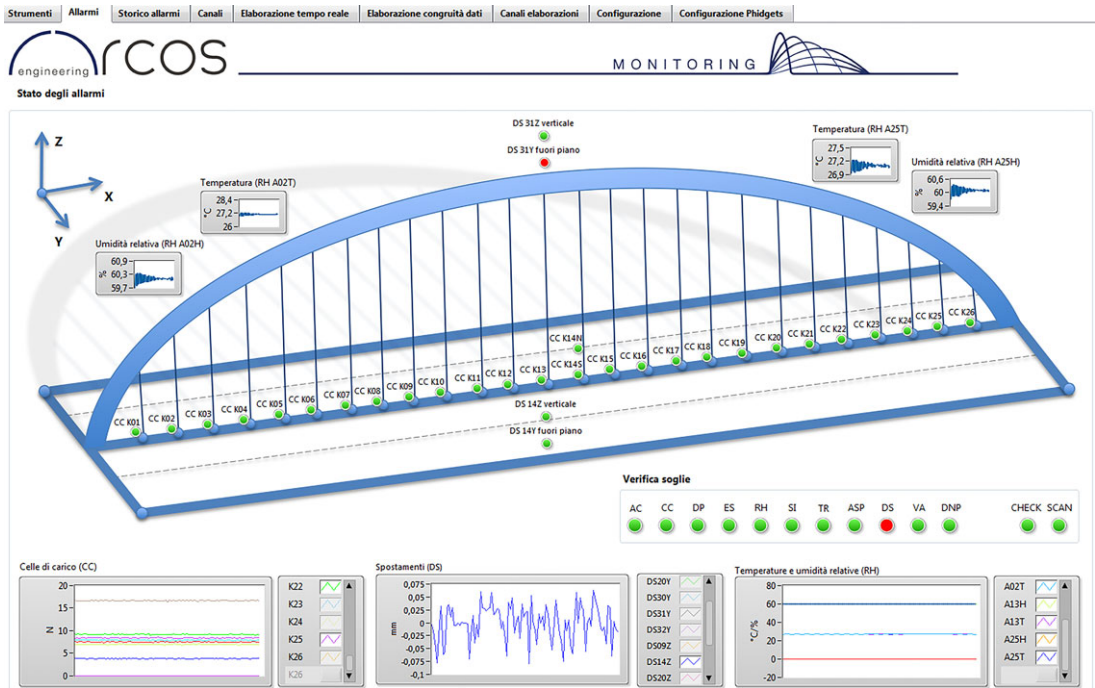 Strumenti Allarmi Storico allarmi Canali Elaborazione tempo reale Elaborazione congruità dati Canali elaborazioni Configurazione Configurazione Phidgets
engineering rcos
MONITORING
Stato degli allarmi
Z
X
Y
DS 31Z verticale
DS 31Y fuori piano
Temperatura (RH A25T)
°C
27,5
27,2
26,9
Umidità relativa (RH A25H)
%
60,6
60
59,4
Temperatura (RH A02T)
°C
28,4
27,2
26
Umidità relativa (RH A02H)
%
60,9
60,3
59,7
CC K01
CC K02
CC K03
CC K04
CC K05
CC K06
CC K07
CC K08
CC K09
CC K10
CC K11
CC K12
CC K13
CC K14N
CC K14S
CC K15
CC K16
CC K17
CC K18
CC K19
CC K20
CC K21
CC K22
CC K23
CC K24
CC K25
CC K26
DS 14Z verticale
DS 14Y fuori piano
Verifica soglie
AC CC DP ES RH SI TR ASP DS VA DNP CHECK SCAN
Celle di carico (CC)
N
20
15
10
5
0
K22
K23
K24
K25
K26
K26
Spostamenti (DS)
mm
0,075
0,05
0,025
0
-0,025
-0,05
-0,075
-0,1
DS20Y
DS30Y
DS31Y
DS32Y
DS09Z
DS14Z
DS20Z
Temperature e umidità relative (RH)
°C/%
80
60
40
20
0
-20
A02T
A13H
A13T
A25H
A25T